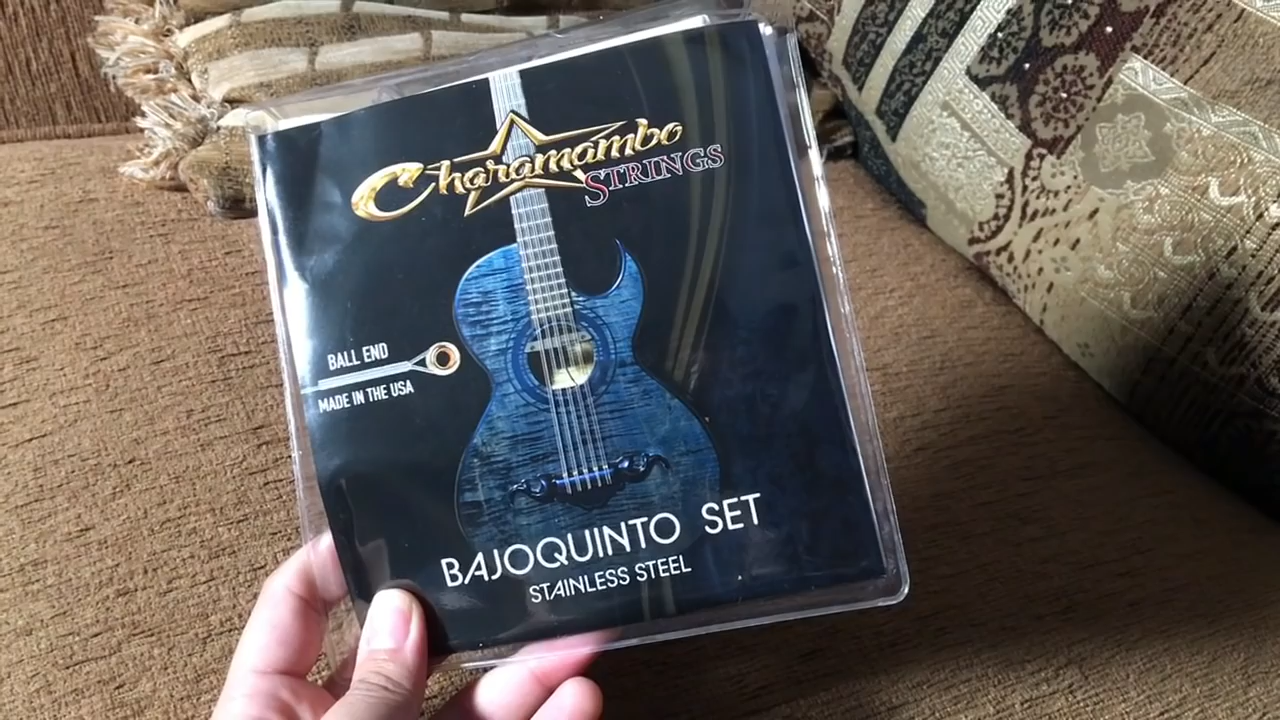 Charamambo
STRINGS
BALL END
MADE IN THE USA
BAJOQUINTO SET
STAINLESS STEEL